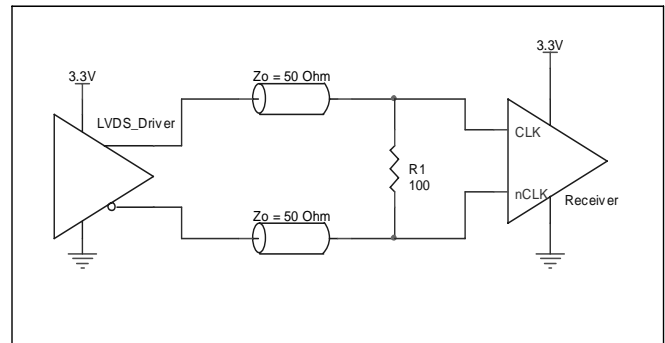 3.3V
LVDS_Driver
Zo = 50 Ohm
Zo = 50 Ohm
R1
100
3.3V
CLK
nCLK
Receiver